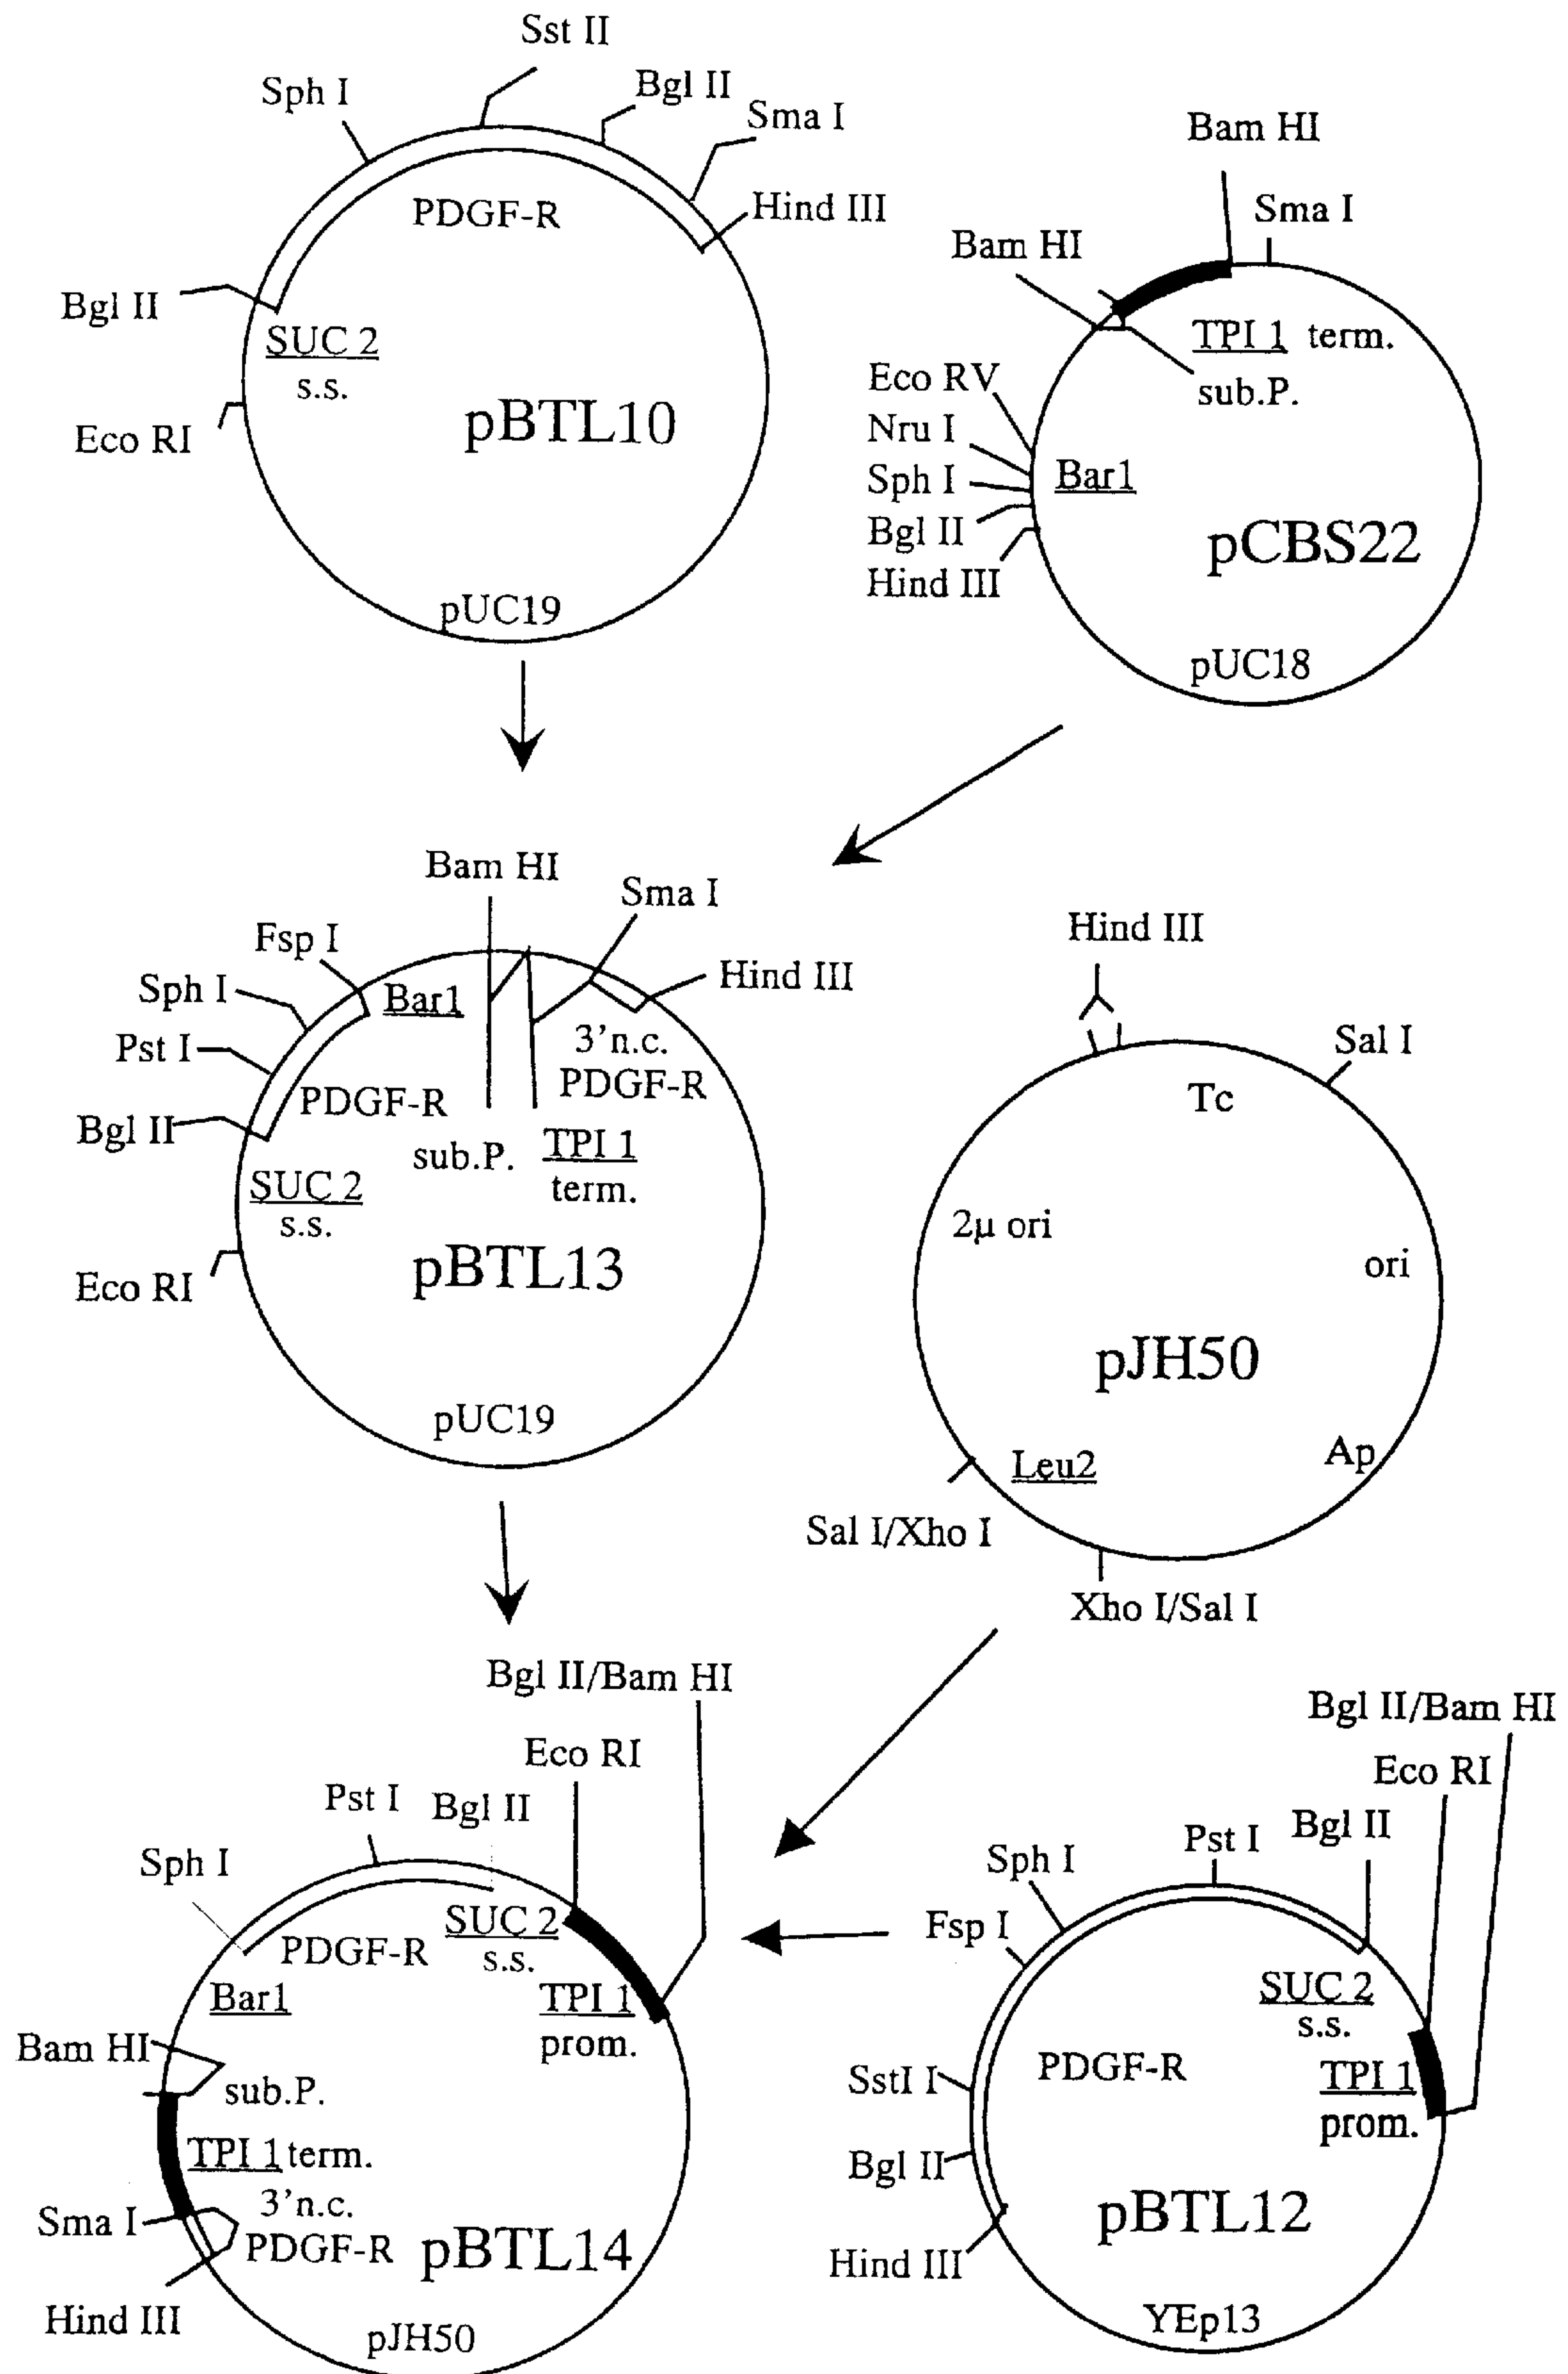 Sst II
Sph I
Bgl II
Sma I
PDGF-R
Hind III
Bgl II
SUC 2
s.s.
Eco RI
pBTL10
pUC19
Bam HI
Sma I
Bam HI
TPI 1 term.
sub.P.
Eco RV
Nru I
Sph I
Bar1
Bgl II
Hind III
pCBS22
pUC18
Bam HI
Sma I
Fsp I
Sph I
Bar1
Hind III
Pst I
3'n.c.
PDGF-R
PDGF-R
Bgl II
sub.P.
TPI 1
term.
SUC 2
s.s.
Eco RI
pBTL13
pUC19
Hind III
Sal I
Tc
2μ ori
ori
pJH50
Leu2
Ap
Sal I/Xho I
Xho I/Sal I
Bgl II/Bam HI
Eco RI
Pst I
Bgl II
Sph I
SUC 2
s.s.
PDGF-R
Bar1
TPI 1
prom.
Bam HI
sub.P.
TPI 1 term.
Sma I
3'n.c.
PDGF-R
pBTL14
Hind III
pJH50
Bgl II/Bam HI
Eco RI
Bgl II
Pst I
Sph I
Fsp I
SUC 2
s.s.
PDGF-R
SstI I
TPI 1
prom.
Bgl II
pBTL12
Hind III
YEp13